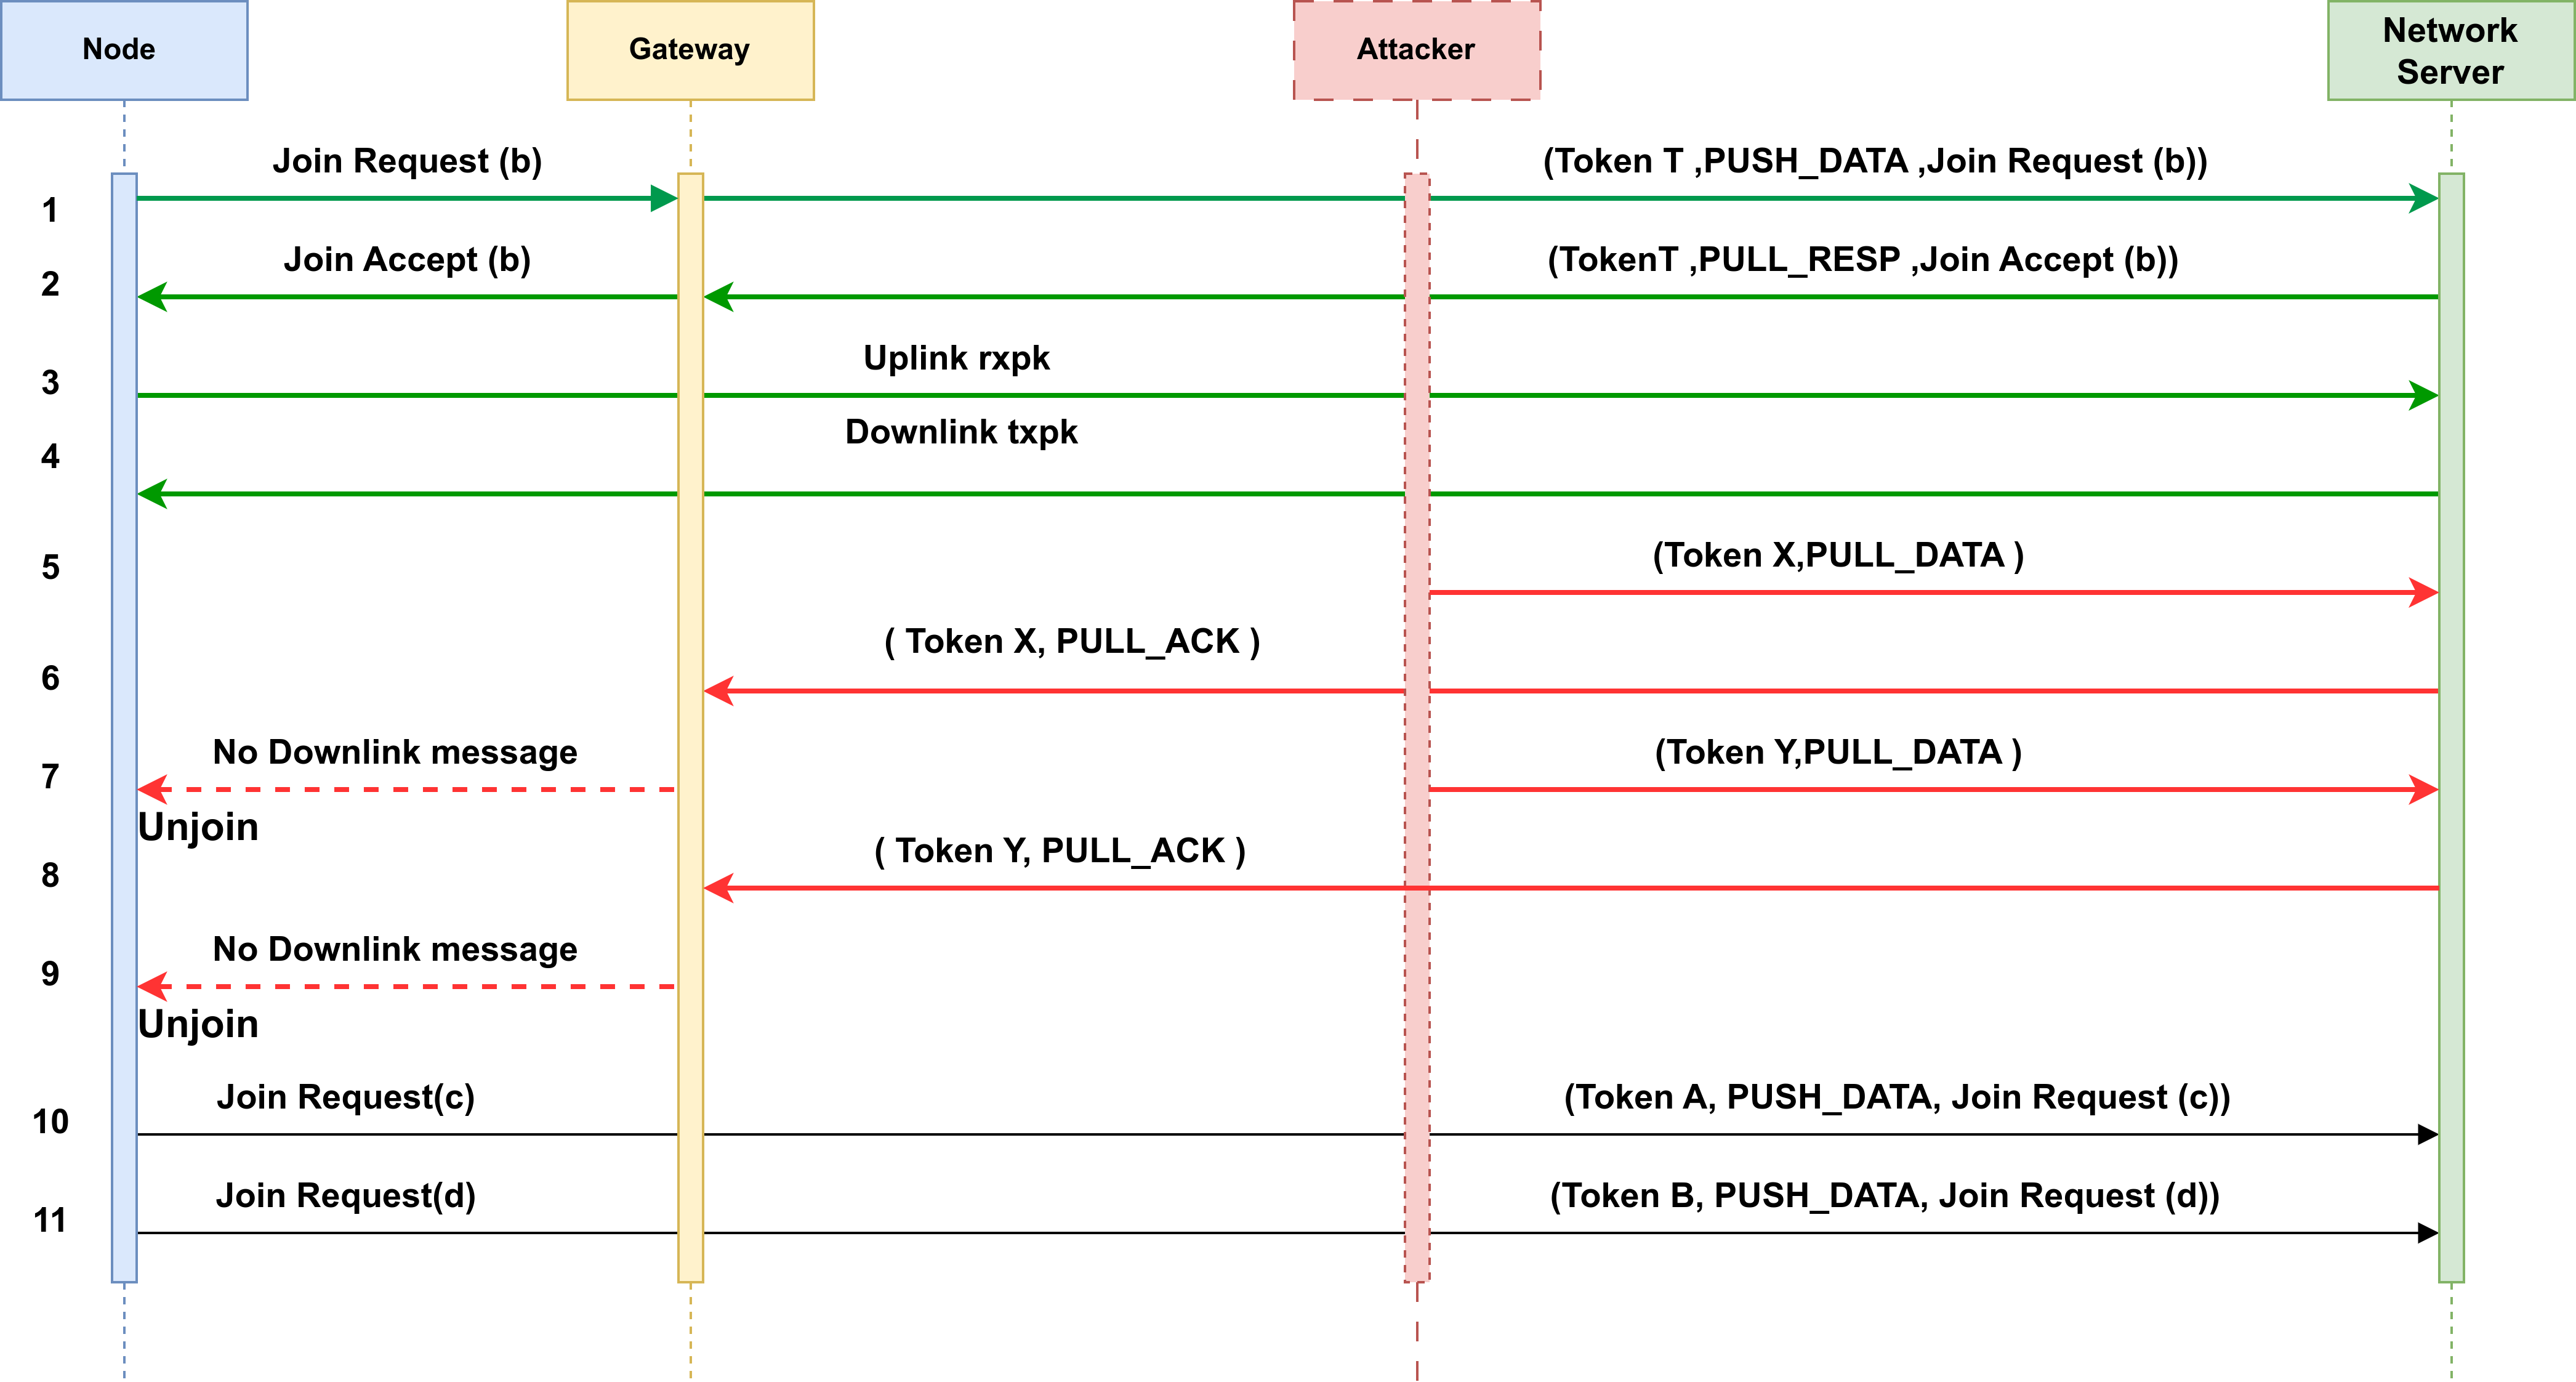 Node
Gateway
Attacker
Network
Server
Join Request (b)
(Token T ,PUSH_DATA ,Join Request (b))
1
Join Accept (b)
(TokenT ,PULL_RESP ,Join Accept (b))
2
Uplink rxpk
3
Downlink txpk
4
(Token X,PULL_DATA )
5
( Token X, PULL_ACK )
6
No Downlink message
(Token Y,PULL_DATA )
7
Unjoin
( Token Y, PULL_ACK )
8
No Downlink message
9
Unjoin
Join Request(c)
(Token A, PUSH_DATA, Join Request (c))
10
Join Request(d)
(Token B, PUSH_DATA, Join Request (d))
11